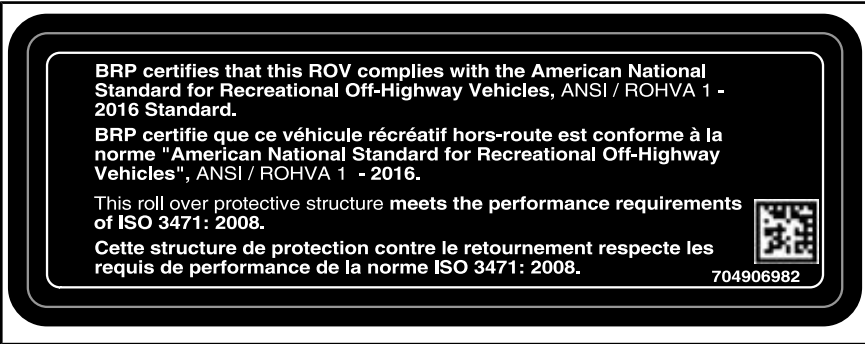 BRP certifies that this ROV complies with the American National
Standard for Recreational Off-Highway Vehicles, ANSI / ROHVA 1 -
2016 Standard.
BRP certifie que ce véhicule récréatif hors-route est conforme à la
norme "American National Standard for Recreational Off-Highway
Vehicles", ANSI / ROHVA 1 - 2016.
This roll over protective structure meets the performance requirements
of ISO 3471: 2008.
Cette structure de protection contre le retournement respecte les
requis de performance de la norme ISO 3471: 2008.
704906982